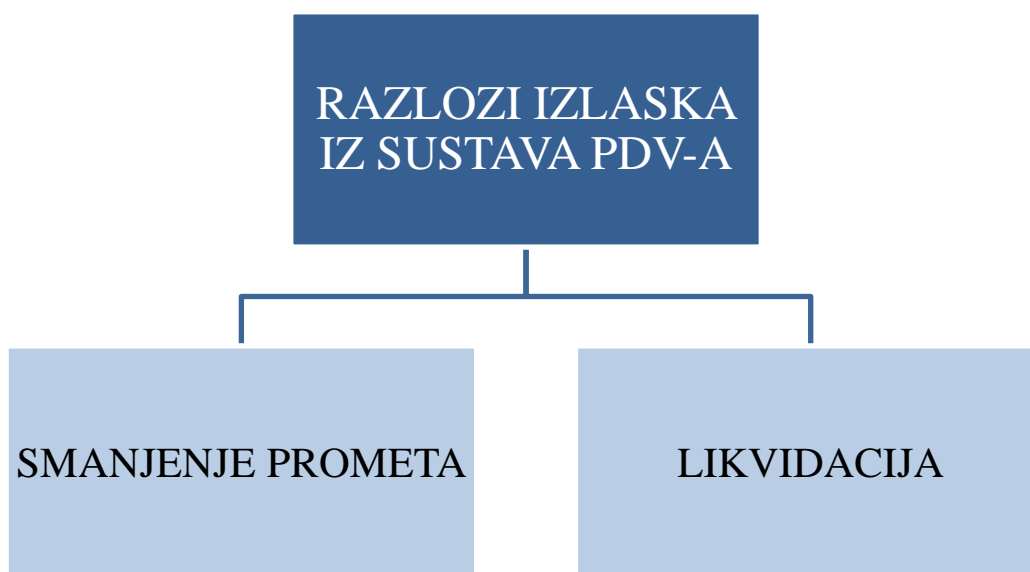 RAZLOZI IZLASKA
IZ SUSTAVA PDV-A
SMANJENJE PROMETA
LIKVIDACIJA